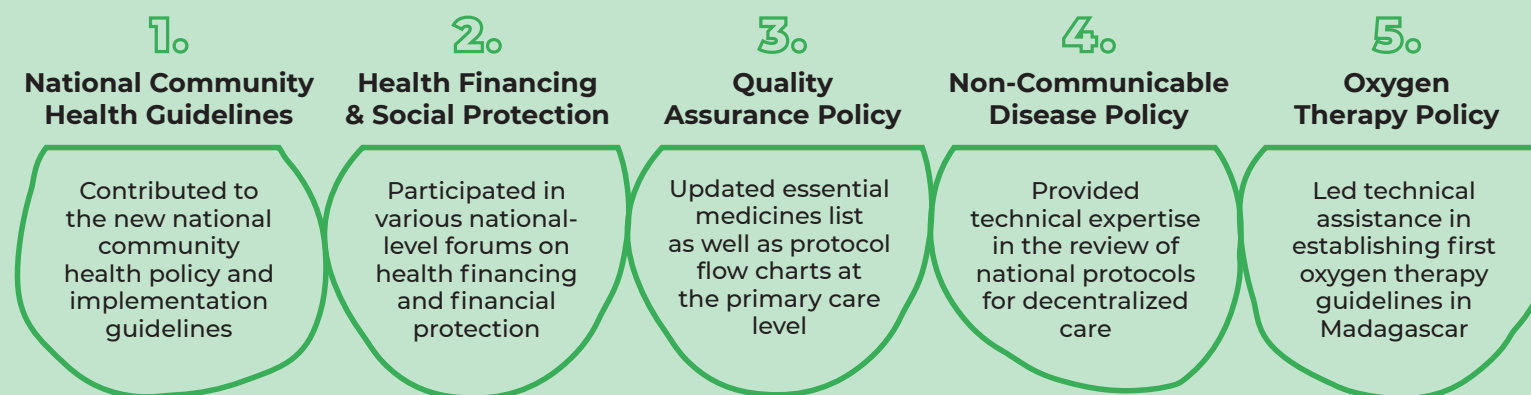 1.
National Community
Health Guidelines
Contributed to
the new national
community
health policy and
implementation
guidelines
2.
Health Financing
& Social Protection
Participated in
various national-
level forums on
health financing
and financial
protection
3.
Quality
Assurance Policy
Updated essential
medicines list
as well as protocol
flow charts at
the primary care
level
4.
Non-Communicable
Disease Policy
Provided
technical expertise
in the review of
national protocols
for decentralized
care
5.
Oxygen
Therapy Policy
Led technical
assistance in
establishing first
oxygen therapy
guidelines in
Madagascar